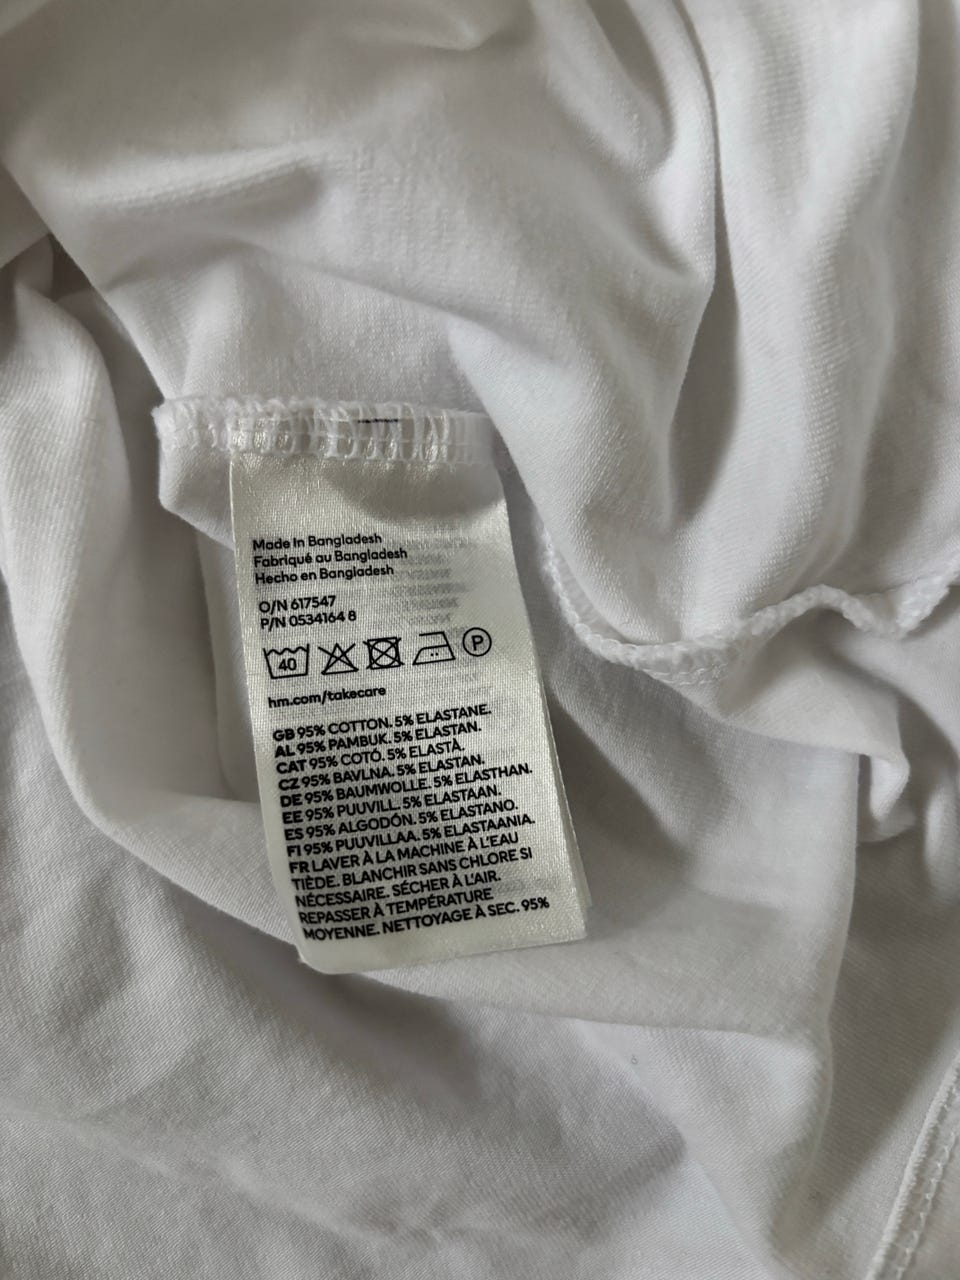 Made In Bangladesh
Fabriqué au Bangladesh
Hecho en Bangladesh
O/N 617547
P/N 0534164 8
40
P
hm.com/takecare
GB 95% COTTON. 5% ELASTANE.
AL 95% PAMBUK. 5% ELASTAN.
CAT 95% COTÓ. 5% ELASTÀ.
CZ 95% BAVLNA. 5% ELASTAN.
DE 95% BAUMWOLLE. 5% ELASTHAN.
EE 95% PUUVILL. 5% ELASTAAN.
ES 95% ALGODÓN. 5% ELASTANO.
FI 95% PUUVILLAA. 5% ELASTAANIA.
FR LAVER À LA MACHINE À L'EAU
TIÈDE. BLANCHIR SANS CHLORE SI
NÉCESSAIRE. SÉCHER À L'AIR.
REPASSER À TEMPÉRATURE
MOYENNE. NETTOYAGE À SEC. 95%